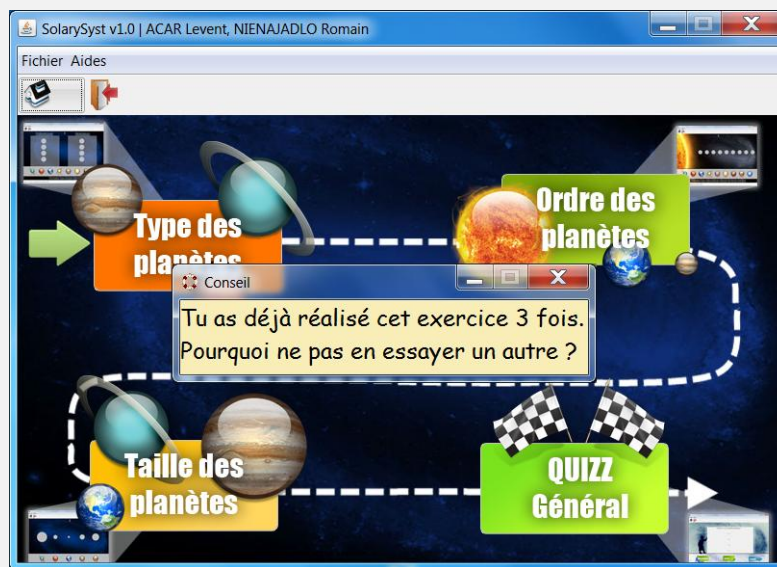 SolarySyst v1.0 | ACAR Levent, NIENAJADLO Romain
Fichier Aides
Type des
planètes
Ordre des
planètes
Conseil
Tu as déjà réalisé cet exercice 3 fois.
Pourquoi ne pas en essayer un autre ?
Taille des
planètes
QUIZZ
Général